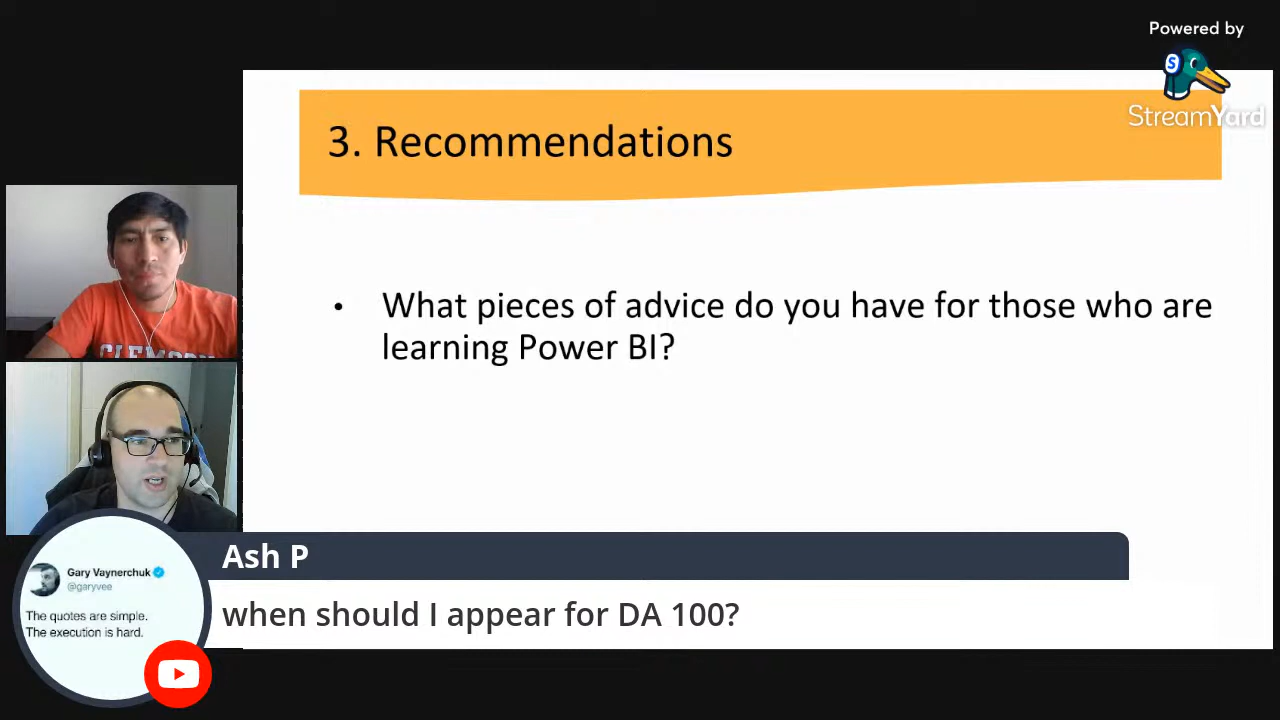 Powered by
S
StreamYard
3. Recommendations
• What pieces of advice do you have for those who are
learning Power BI?
CLEMSON
Ash P
when should I appear for DA 100?
Gary Vaynerchuk
@garyvee
The quotes are simple.
The execution is hard.